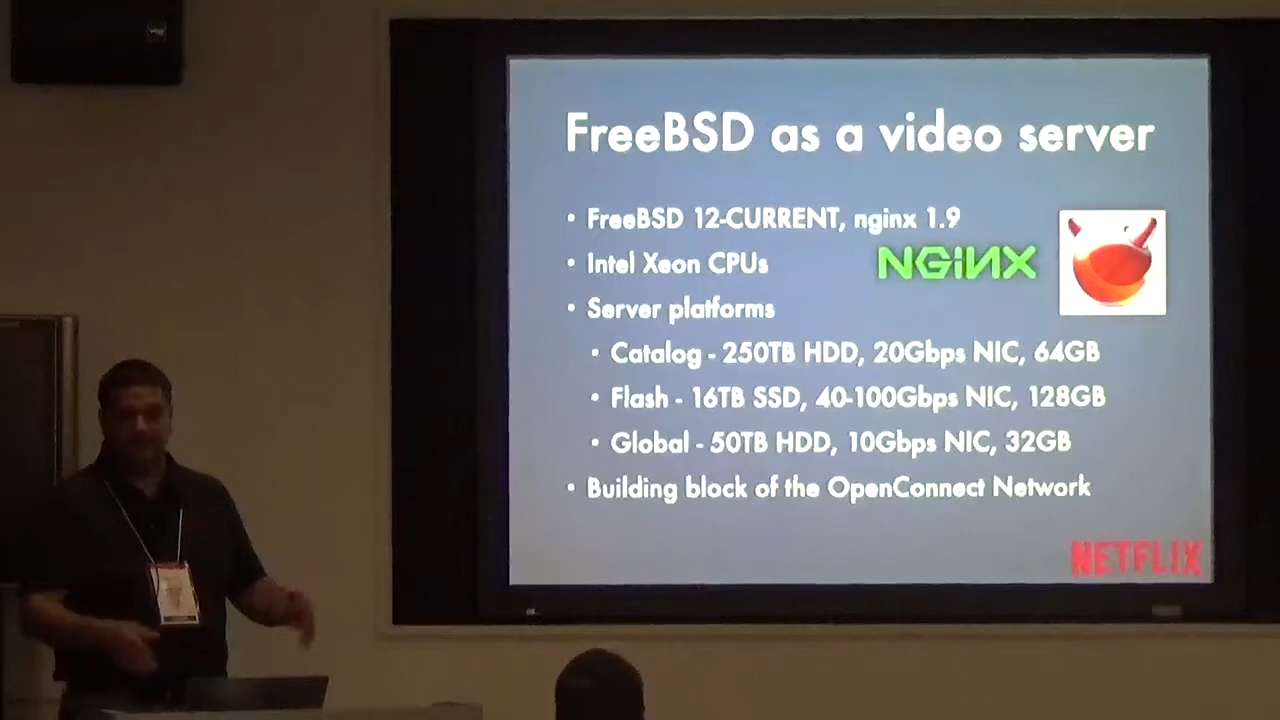 FreeBSD as a video server
• FreeBSD 12-CURRENT, nginx 1.9
• Intel Xeon CPUs
NGiNX
• Server platforms
• Catalog - 250TB HDD, 20Gbps NIC, 64GB
• Flash - 16TB SSD, 40-100Gbps NIC, 128GB
• Global - 50TB HDD, 10Gbps NIC, 32GB
• Building block of the OpenConnect Network
NETFLIX